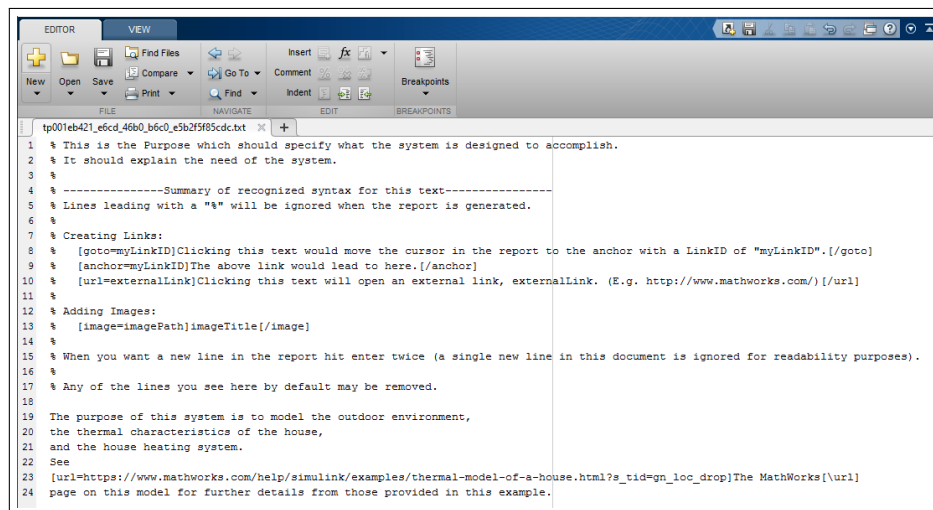 EDITOR VIEW
Find Files Insert fx
Compare Go To Comment
New Open Save Print Find Indent Breakpoints
FILE NAVIGATE EDIT BREAKPOINTS
tp001eb421_e6cd_46b0_b6c0_e5b2f5f85cdc.txt × +
1 % This is the Purpose which should specify what the system is designed to accomplish.
2 % It should explain the need of the system.
3 %
4 % ---------------Summary of recognized syntax for this text---------------
5 % Lines leading with a "%" will be ignored when the report is generated.
6 %
7 % Creating Links:
8 % [goto=myLinkID]Clicking this text would move the cursor in the report to the anchor with a LinkID of "myLinkID".[/goto]
9 % [anchor=myLinkID]The above link would lead to here.[/anchor]
10 % [url=externalLink]Clicking this text will open an external link, externalLink. (E.g. http://www.mathworks.com/)[/url]
11 %
12 % Adding Images:
13 % [image=imagePath]imageTitle[/image]
14 %
15 % When you want a new line in the report hit enter twice (a single new line in this document is ignored for readability purposes).
16 %
17 % Any of the lines you see here by default may be removed.
18
19 The purpose of this system is to model the outdoor environment,
20 the thermal characteristics of the house,
21 and the house heating system.
22 See
23 [url=https://www.mathworks.com/help/simulink/examples/thermal-model-of-a-house.html?s_tid=gn_loc_drop]The MathWorks[\url]
24 page on this model for further details from those provided in this example.